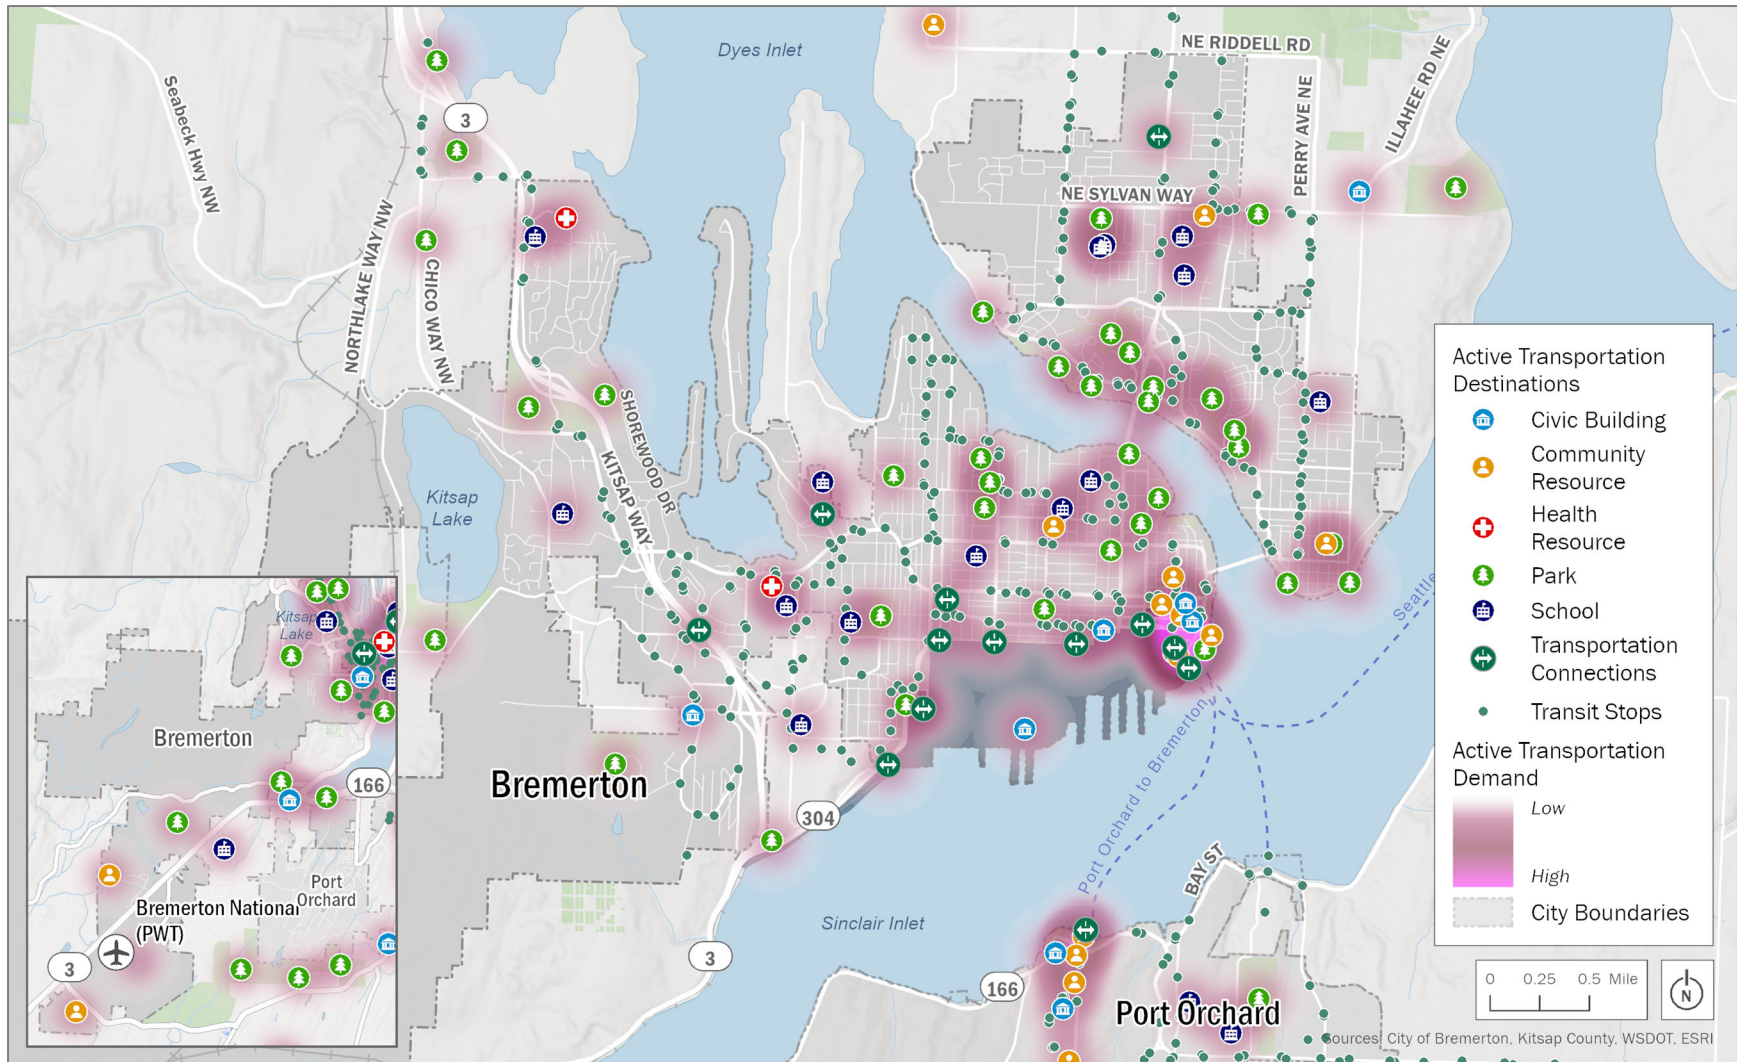 Dyes Inlet
NE RIDDELL RD
Seabeck Hwy NW
3
PERRY AVE NE
ILLAHEE RD NE
NE SYLVAN WAY
NORTHLAKE WAY NW
CHICO WAY NW
SHOREWOOD DR
KITSAP WAY
Kitsap
Lake
Seattle
Bremerton
304
Port Orchard to Bremerton
BAY ST
Sinclair Inlet
3
166
Port Orchard
Kitsap
Lake
Bremerton
166
Port
Orchard
Bremerton National
(PWT)
3
Active Transportation
Destinations
Civic Building
Community
Resource
Health
Resource
Park
School
Transportation
Connections
Transit Stops
Active Transportation
Demand
Low
High
City Boundaries
0 0.25 0.5 Mile
N
Sources: City of Bremerton, Kitsap County, WSDOT, ESRI